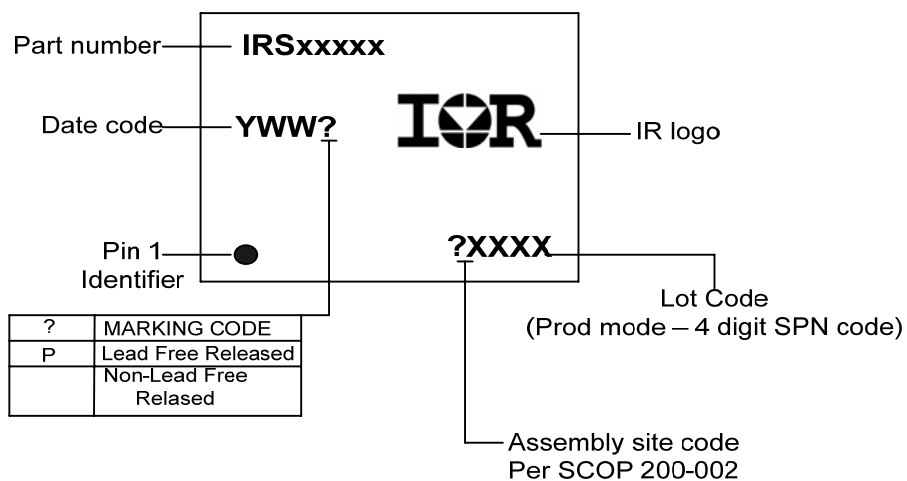 Part number
IRSxxxxx
Date code
YWW?
IOR
IR logo
Pin 1
Identifier
?XXXX
Lot Code
(Prod mode – 4 digit SPN code)
? MARKING CODE
P Lead Free Released
Non-Lead Free
Relased
Assembly site code
Per SCOP 200-002